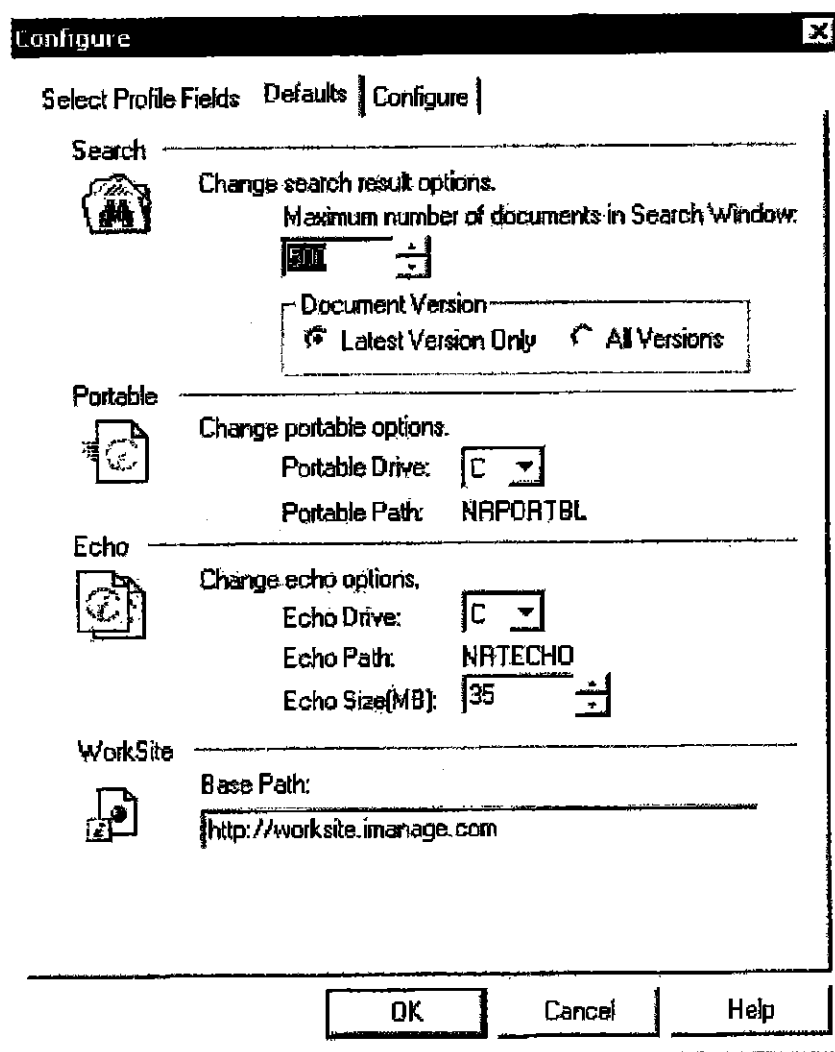 Configure
Select Profile Fields Defaults Configure
Search
Change search result options.
Maximum number of documents in Search Window:
Document Version
Latest Version Only All Versions
Portable
Change portable options.
Portable Drive: C
Portable Path: NRPORTBL
Echo
Change echo options,
Echo Drive: C
Echo Path: NRTECHO
Echo Size(MB): 35
WorkSite
Base Path:
http://worksite.imanage.com
OK Cancel Help